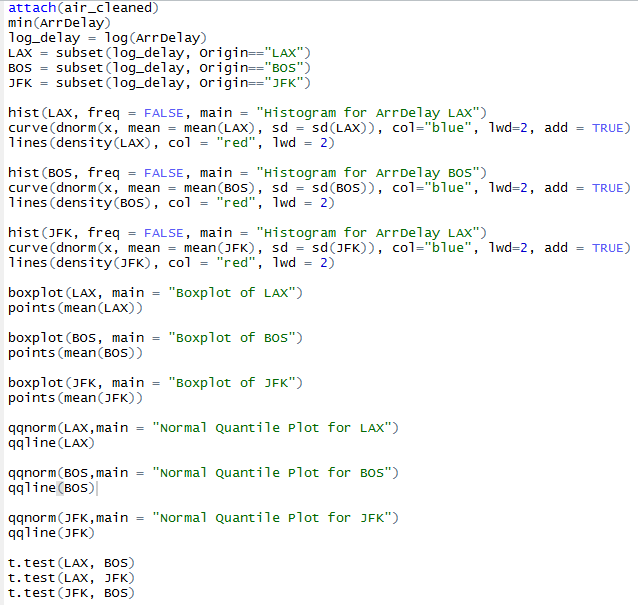 attach(air_cleaned)
min(ArrDelay)
log_delay = log(ArrDelay)
LAX = subset(log_delay, Origin=="LAX")
BOS = subset(log_delay, Origin=="BOS")
JFK = subset(log_delay, Origin=="JFK")
hist(LAX, freq = FALSE, main = "Histogram for ArrDelay LAX")
curve(dnorm(x, mean = mean(LAX), sd = sd(LAX)), col="blue", lwd=2, add = TRUE)
lines(density(LAX), col = "red", lwd = 2)
hist(BOS, freq = FALSE, main = "Histogram for ArrDelay BOS")
curve(dnorm(x, mean = mean(BOS), sd = sd(BOS)), col="blue", lwd=2, add = TRUE)
lines(density(BOS), col = "red", lwd = 2)
hist(JFK, freq = FALSE, main = "Histogram for ArrDelay LAX")
curve(dnorm(x, mean = mean(JFK), sd = sd(JFK)), col="blue", lwd=2, add = TRUE)
lines(density(JFK), col = "red", lwd = 2)
boxplot(LAX, main = "Boxplot of LAX")
points(mean(LAX))
boxplot(BOS, main = "Boxplot of BOS")
points(mean(BOS))
boxplot(JFK, main = "Boxplot of JFK")
points(mean(JFK))
qqnorm(LAX,main = "Normal Quantile Plot for LAX")
qqline(LAX)
qqnorm(BOS,main = "Normal Quantile Plot for BOS")
qqline(BOS)
qqnorm(JFK,main = "Normal Quantile Plot for JFK")
qqline(JFK)
t.test(LAX, BOS)
t.test(LAX, JFK)
t.test(JFK, BOS)